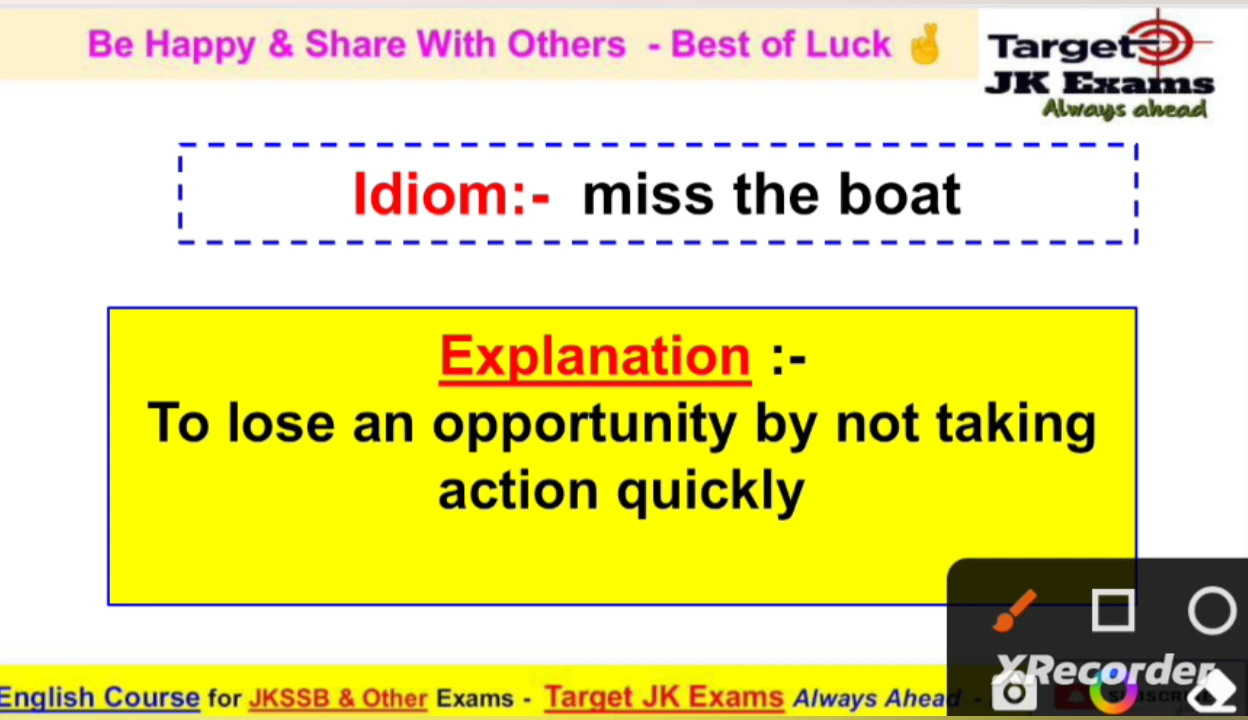 Be Happy & Share With Others - Best of Luck ✌
Target
JK Exams
Always ahead
Idiom:- miss the boat
Explanation :-
To lose an opportunity by not taking
action quickly
XRecorder
English Course for JKSSB & Other Exams - Target JK Exams Always Ahead -